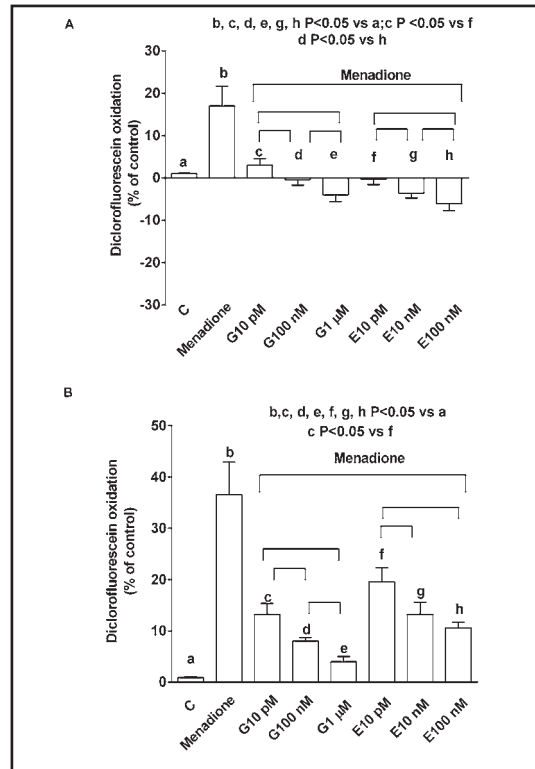 A
b, c, d, e, g, h P<0.05 vs a;c P <0.05 vs f
d P<0.05 vs h
Menadione
Diclorofluorescein oxidation
(% of control)
30
20
10
0
-10
-20
-30
a
b
c
d
e
f
g
h
C
Menadione
G10 pM
G100 nM
G1 µM
E10 pM
E10 nM
E100 nM
B
b,c, d, e, f, g, h P<0.05 vs a
c P<0.05 vs f
Menadione
Diclorofluorescein oxidation
(% of control)
50
40
30
20
10
0
a
b
c
d
e
f
g
h
C
Menadione
G10 pM
G100 nM
G1 µM
E10 pM
E10 nM
E100 nM